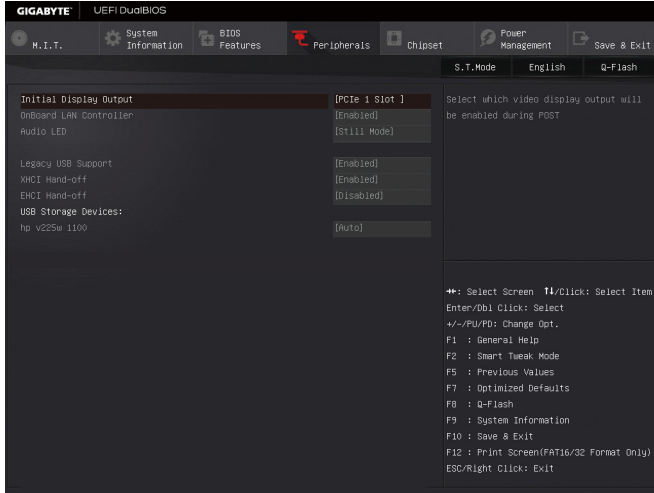 GIGABYTE™ UEFI DualBIOS
M.I.T. System Information BIOS Features Peripherals Chipset Power Management Save & Exit
S.T.Mode English Q-Flash
Initial Display Output [PCIe 1 Slot ]
OnBoard LAN Controller [Enabled]
Audio LED [Still Mode]
Legacy USB Support [Enabled]
XHCI Hand-off [Enabled]
EHCI Hand-off [Disabled]
USB Storage Devices:
hp v225w 1100 [Auto]
Select which video display output will
be enabled during POST
→←: Select Screen ↑↓/Click: Select Item
Enter/Dbl Click: Select
+/-/PU/PD: Change Opt.
F1 : General Help
F2 : Smart Tweak Mode
F5 : Previous Values
F7 : Optimized Defaults
F8 : Q-Flash
F9 : System Information
F10 : Save & Exit
F12 : Print Screen(FAT16/32 Format Only)
ESC/Right Click: Exit